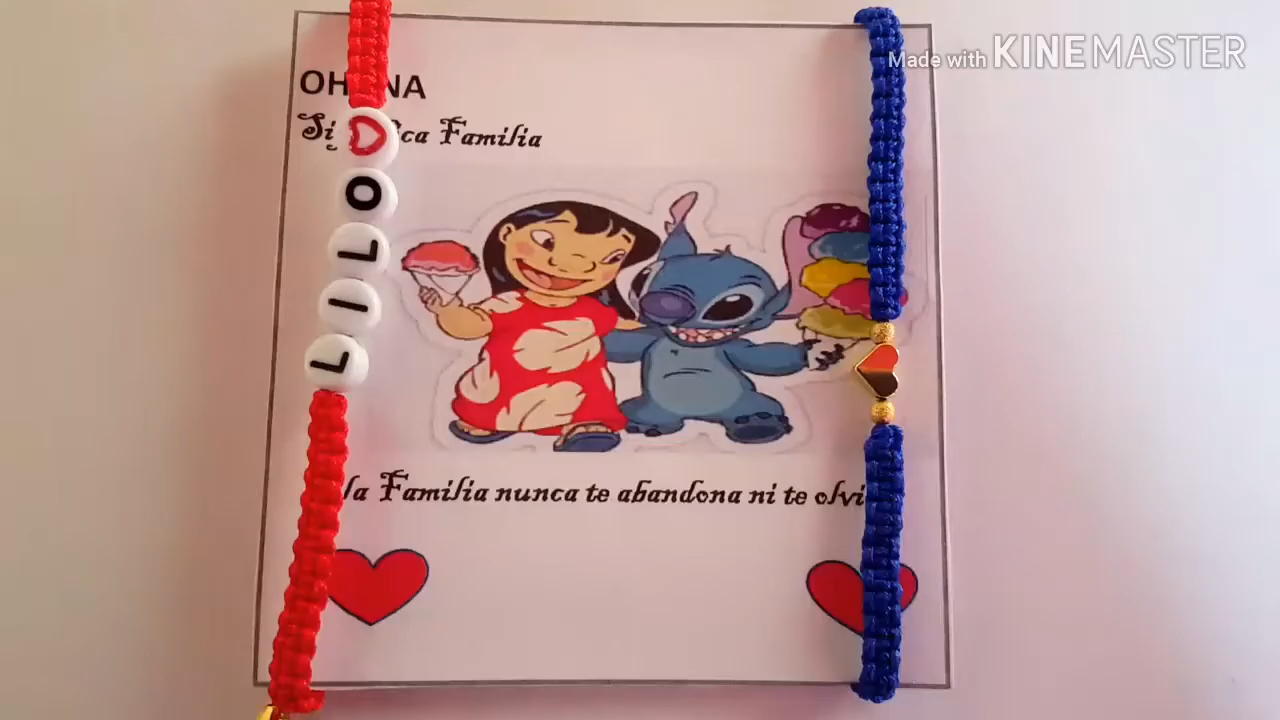 Made with KINEMASTER
OH NA
Si ca Familia
LILO
la Familia nunca te abandona ni te olvi